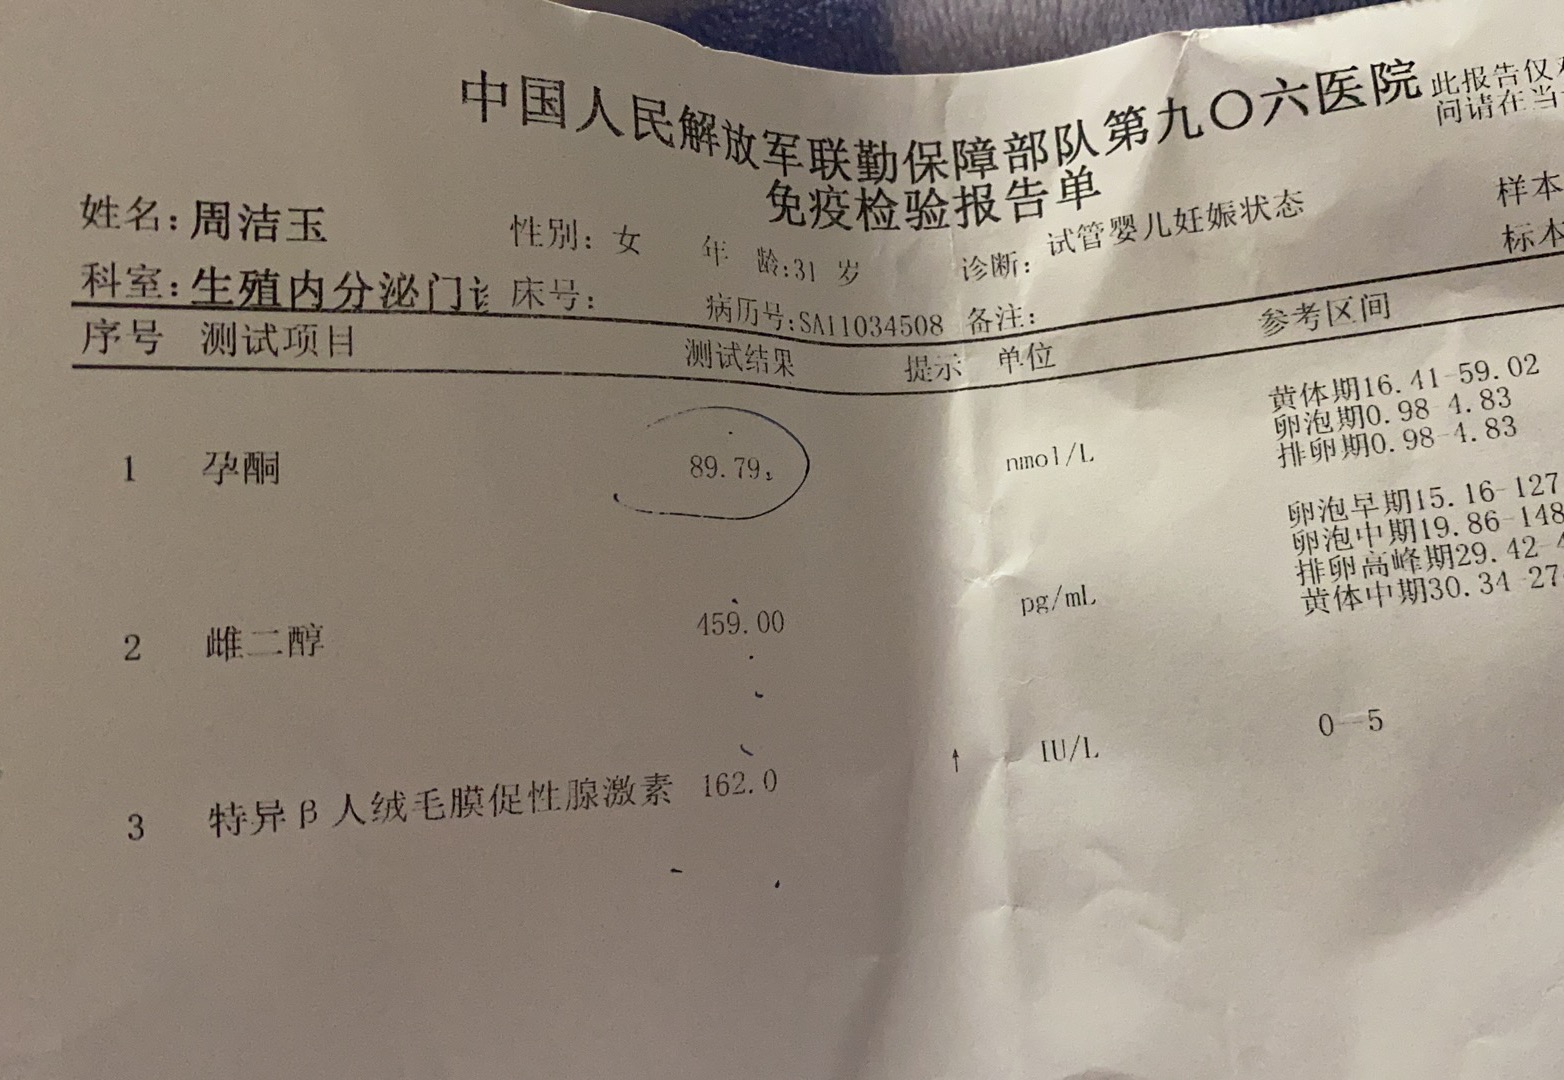 中国人民解放军联勤保障部队第九〇六医院
此报告仅
问请在当
免疫检验报告单
姓名:周洁玉 性别: 女 年 龄:31 岁 诊断: 试管婴儿妊娠状态 样本
科室:生殖内分泌门 床号: 病历号:SA11034508 备注: 标本
序号 测试项目 测试结果 提示 单位 参考区间
1 孕酮 89.79 nmol/L 黄体期16.41-59.02
卵泡期0.98-4.83
排卵期0.98-4.83
2 雌二醇 459.00 pg/mL 卵泡早期15.16-127
卵泡中期19.86-148
排卵高峰期29.42-4
黄体中期30.34-27
3 特异β人绒毛膜促性腺激素 162.0 ↑ IU/L 0--5